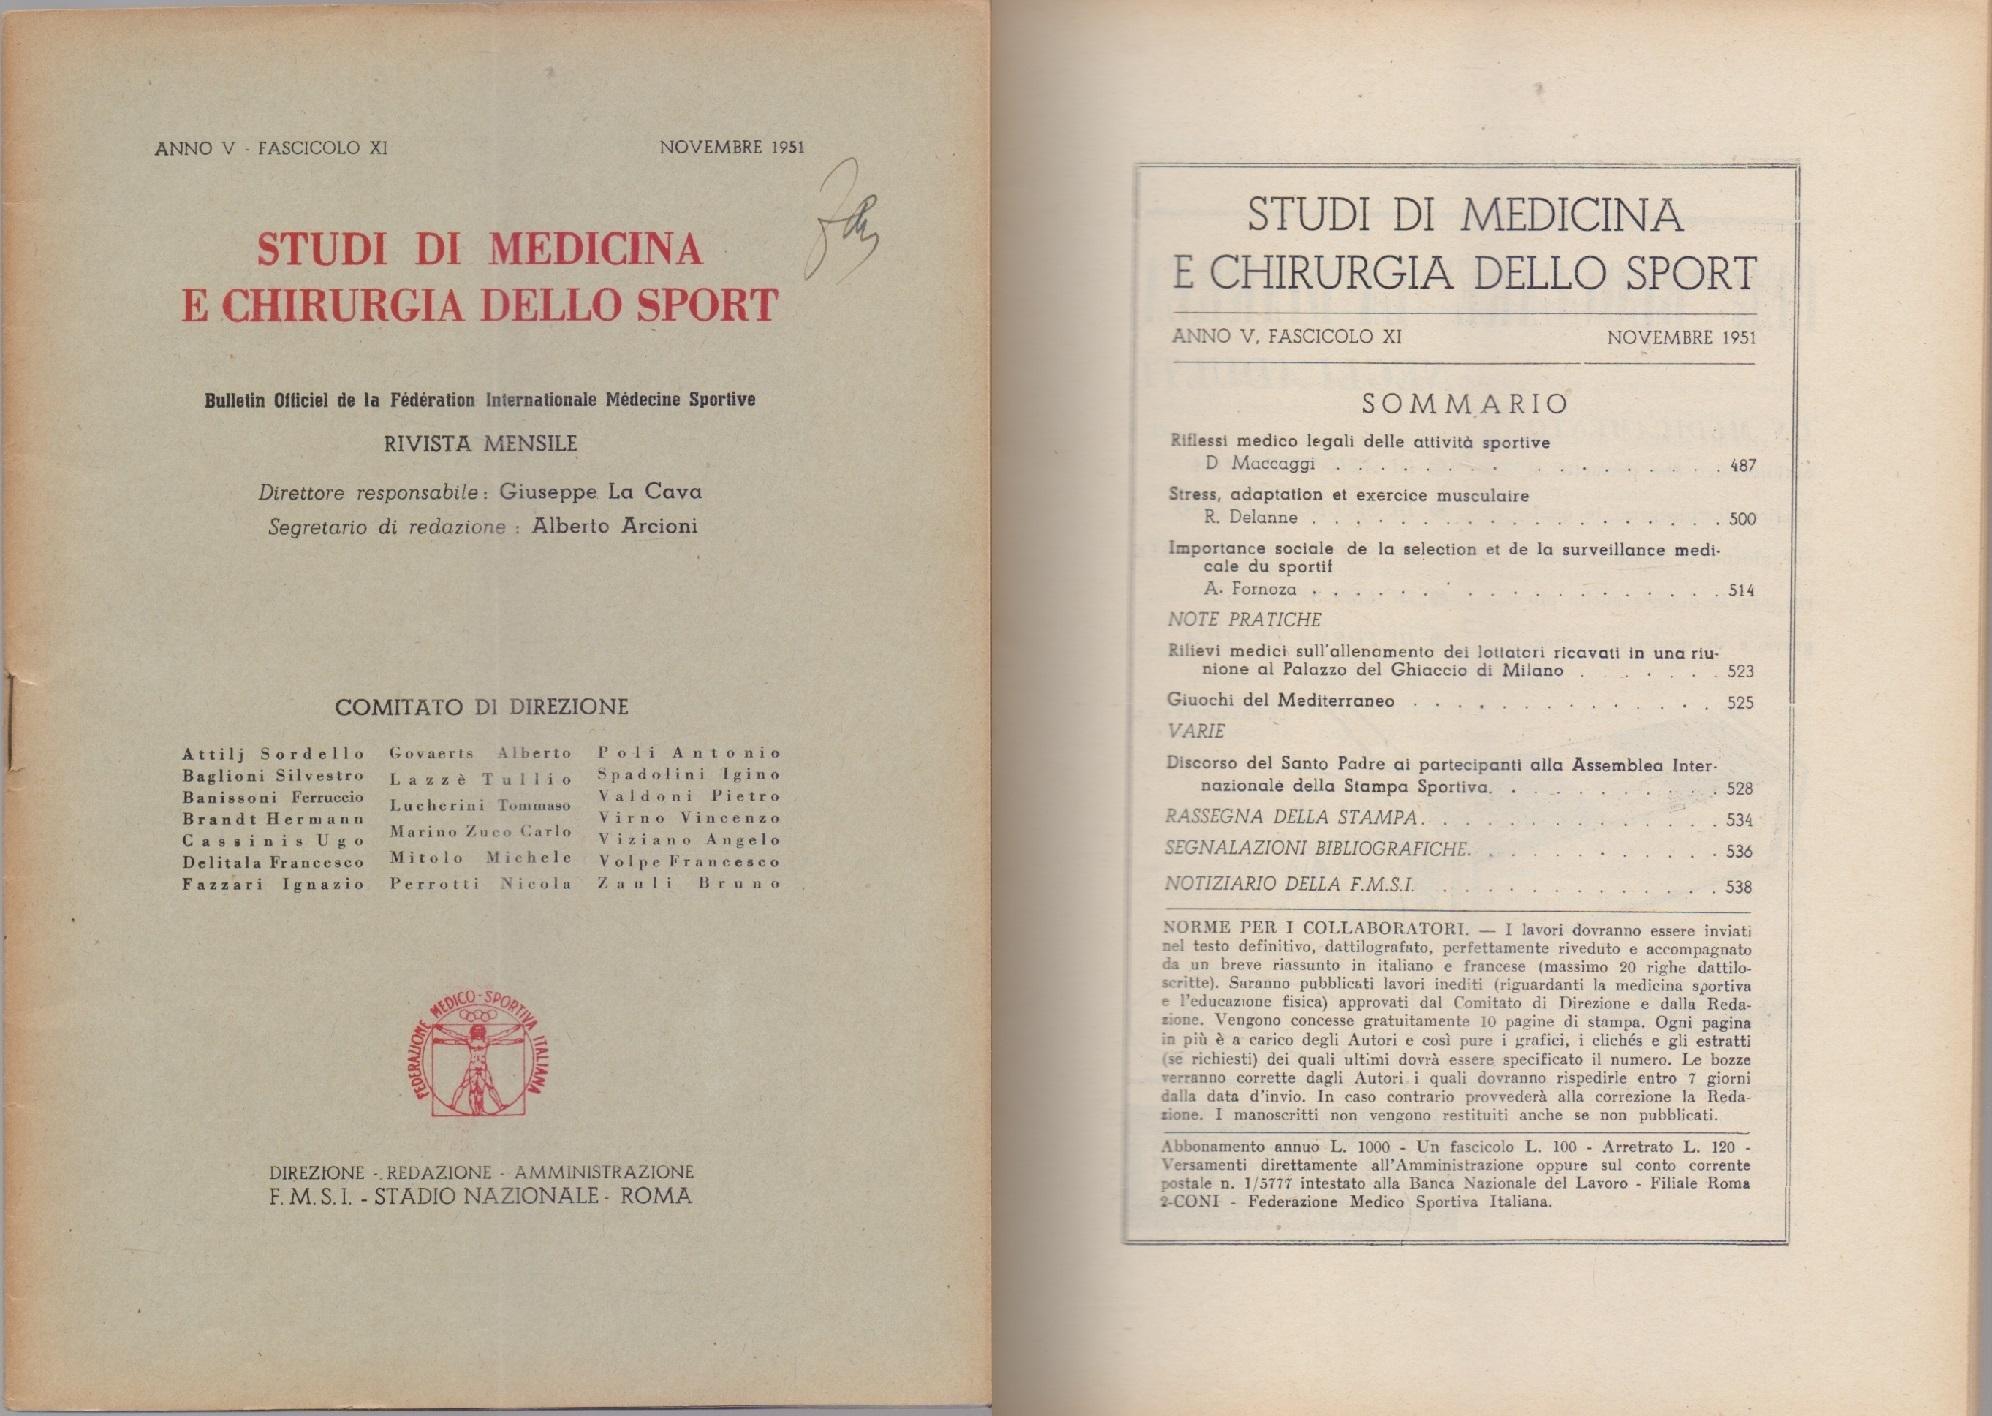 ANNO V - FASCICOLO XI
NOVEMBRE 1951
STUDI DI MEDICINA
E CHIRURGIA DELLO SPORT
Bulletin Officiel de la Fédération Internationale Médecine Sportive
RIVISTA MENSILE
Direttore responsabile : Giuseppe La Cava
Segretario di redazione : Alberto Arcioni
COMITATO DI DIREZIONE
Attilj Sordello
Baglioni Silvestro
Banissoni Ferruccio
Brandt Hermann
Cassinis Ugo
Delitala Francesco
Fazzari Ignazio
Govaerts Alberto
Lazzè Tullio
Lucherini Tommaso
Marino Zuco Carlo
Mitolo Michele
Perrotti Nicola
Poli Antonio
Spadolini Igino
Valdoni Pietro
Virno Vincenzo
Viziano Angelo
Volpe Francesco
Zauli Bruno
FEDERAZIONE MEDICO-SPORTIVA ITALIANA
DIREZIONE - REDAZIONE - AMMINISTRAZIONE
F.M.S.I. - STADIO NAZIONALE - ROMA
STUDI DI MEDICINA
E CHIRURGIA DELLO SPORT
ANNO V, FASCICOLO XI NOVEMBRE 1951
SOMMARIO
Riflessi medico legali delle attività sportive
D Maccaggi . . . . . . . . . . . . . . . . 487
Stress, adaptation et exercice musculaire
R. Delanne . . . . . . . . . . . . . . . . . 500
Importance sociale de la selection et de la surveillance medi-
cale du sportif
A. Fornoza . . . . . . . . . . . . . . . . . 514
NOTE PRATICHE
Rilievi medici sull'allenamento dei lottatori ricavati in una riu-
nione al Palazzo del Ghiaccio di Milano . . . . . . 523
Giuochi del Mediterraneo . . . . . . . . . . . . . 525
VARIE
Discorso del Santo Padre ai partecipanti alla Assemblea Inter-
nazionale della Stampa Sportiva. . . . . . . . . . 528
RASSEGNA DELLA STAMPA. . . . . . . . . . . . . 534
SEGNALAZIONI BIBLIOGRAFICHE. . . . . . . . . . . 536
NOTIZIARIO DELLA F.M.S.I. . . . . . . . . . . . . 538
NORME PER I COLLABORATORI. — I lavori dovranno essere inviati
nel testo definitivo, dattilografato, perfettamente riveduto e accompagnato
da un breve riassunto in italiano e francese (massimo 20 righe dattilo-
scritte). Saranno pubblicati lavori inediti (riguardanti la medicina sportiva
e l'educazione fisica) approvati dal Comitato di Direzione e dalla Reda-
zione. Vengono concesse gratuitamente 10 pagine di stampa. Ogni pagina
in più è a carico degli Autori e così pure i grafici, i clichés e gli estratti
(se richiesti) dei quali ultimi dovrà essere specificato il numero. Le bozze
verranno corrette dagli Autori i quali dovranno rispedirle entro 7 giorni
dalla data d'invio. In caso contrario provvederà alla correzione la Reda-
zione. I manoscritti non vengono restituiti anche se non pubblicati.
Abbonamento annuo L. 1000 - Un fascicolo L. 100 - Arretrato L. 120 -
Versamenti direttamente all'Amministrazione oppure sul conto corrente
postale n. 1/5777 intestato alla Banca Nazionale del Lavoro - Filiale Roma
2-CONI - Federazione Medico Sportiva Italiana.